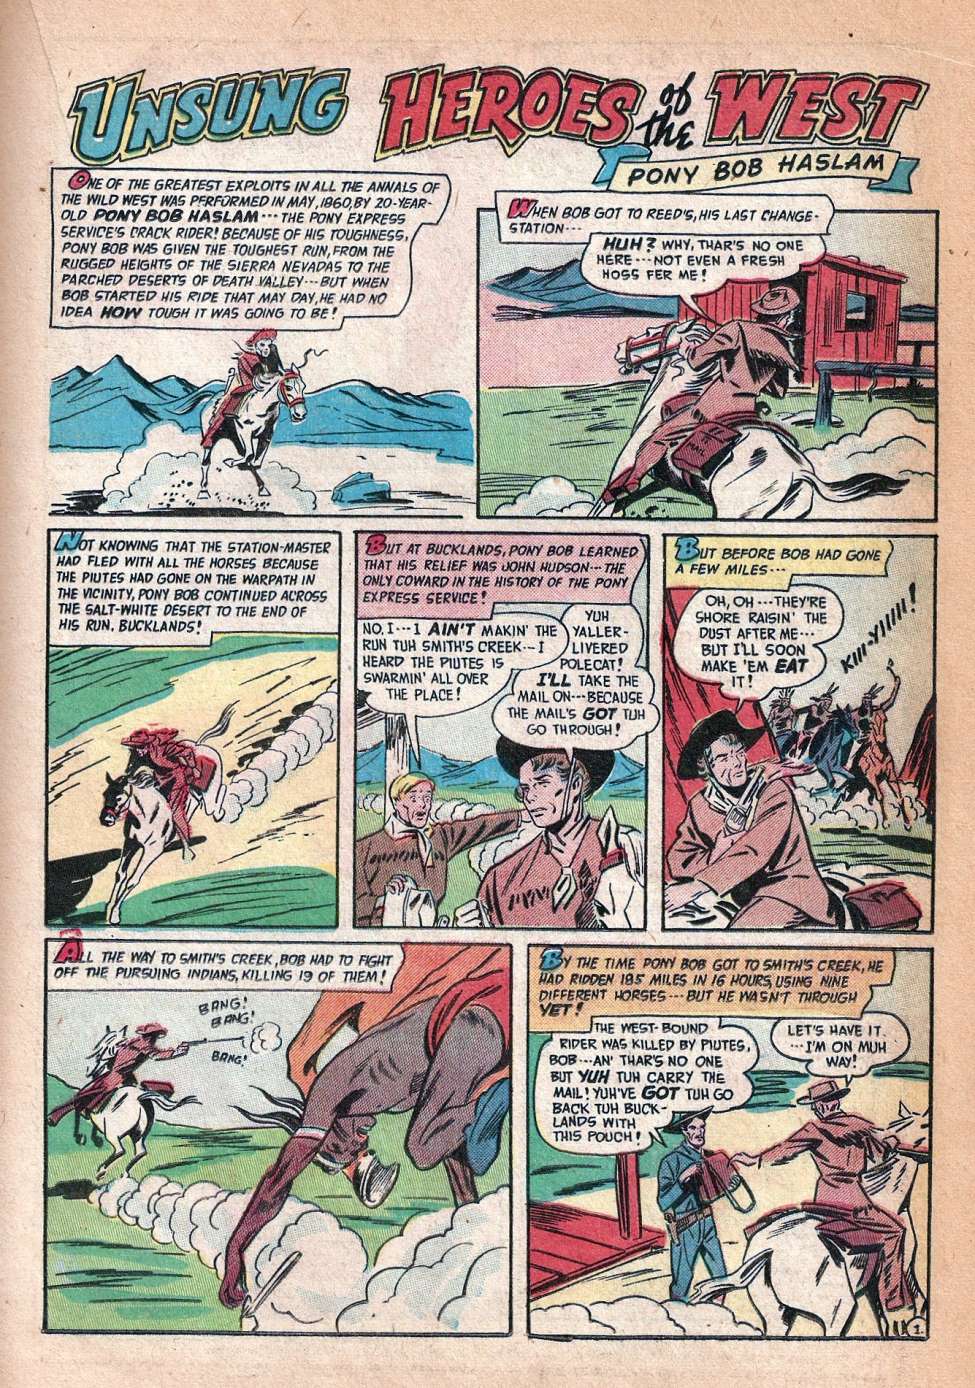 UNSUNG HEROES of the WEST
PONY BOB HASLAM
ONE OF THE GREATEST EXPLOITS IN ALL THE ANNALS OF
THE WILD WEST WAS PERFORMED IN MAY, 1860, BY 20-YEAR-
OLD PONY BOB HASLAM --- THE PONY EXPRESS
SERVICE'S CRACK RIDER! BECAUSE OF HIS TOUGHNESS,
PONY BOB WAS GIVEN THE TOUGHEST RUN, FROM THE
RUGGED HEIGHTS OF THE SIERRA NEVADAS TO THE
PARCHED DESERTS OF DEATH VALLEY --- BUT WHEN
BOB STARTED HIS RIDE THAT MAY DAY, HE HAD NO
IDEA HOW TOUGH IT WAS GOING TO BE!
WHEN BOB GOT TO REED'S, HIS LAST CHANGE-
STATION ---
HUH? WHY, THAR'S NO ONE
HERE --- NOT EVEN A FRESH
HOSS FER ME!
NOT KNOWING THAT THE STATION-MASTER
HAD FLED WITH ALL THE HORSES BECAUSE
THE PIUTES HAD GONE ON THE WARPATH IN
THE VICINITY, PONY BOB CONTINUED ACROSS
THE SALT-WHITE DESERT TO THE END OF
HIS RUN, BUCKLANDS!
BUT AT BUCKLANDS, PONY BOB LEARNED
THAT HIS RELIEF WAS JOHN HUDSON --- THE
ONLY COWARD IN THE HISTORY OF THE PONY
EXPRESS SERVICE!
NO, I --- I AIN'T MAKIN' THE
RUN TUH SMITH'S CREEK -- I
HEARD THE PIUTES IS
SWARMIN' ALL OVER
THE PLACE!
YUH
YALLER-
LIVERED
POLECAT!
I'LL TAKE THE
MAIL ON --- BECAUSE
THE MAIL'S GOT TUH
GO THROUGH!
BUT BEFORE BOB HAD GONE
A FEW MILES ---
OH, OH --- THEY'RE
SHORE RAISIN' THE
DUST AFTER ME ---
BUT I'LL SOON
MAKE 'EM EAT
IT!
KIII-YIIIIII!
ALL THE WAY TO SMITH'S CREEK, BOB HAD TO FIGHT
OFF THE PURSUING INDIANS, KILLING 19 OF THEM!
BANG!
BANG!
BANG!
BY THE TIME PONY BOB GOT TO SMITH'S CREEK, HE
HAD RIDDEN 185 MILES IN 16 HOURS, USING NINE
DIFFERENT HORSES --- BUT HE WASN'T THROUGH
YET!
THE WEST-BOUND
RIDER WAS KILLED BY PIUTES,
BOB --- AN' THAR'S NO ONE
BUT YUH TUH CARRY THE
MAIL! YUH'VE GOT TUH GO
BACK TUH BUCK-
LANDS WITH
THIS POUCH!
LET'S HAVE IT
--- I'M ON MUH
WAY!
1.